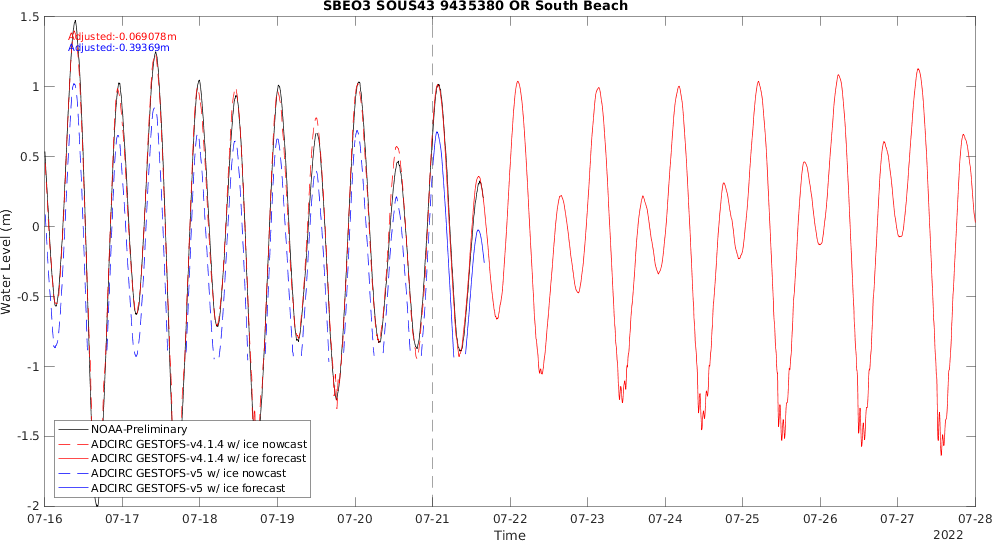 SBEO3 SOUS43 9435380 OR South Beach
Adjusted:-0.069078m
Adjusted:-0.39369m
Water Level (m)
1.5
1
0.5
0
-0.5
-1
-1.5
-2
NOAA-Preliminary
ADCIRC GESTOFS-v4.1.4 w/ ice nowcast
ADCIRC GESTOFS-v4.1.4 w/ ice forecast
ADCIRC GESTOFS-v5 w/ ice nowcast
ADCIRC GESTOFS-v5 w/ ice forecast
07-16 07-17 07-18 07-19 07-20 07-21 07-22 07-23 07-24 07-25 07-26 07-27 07-28
Time
2022